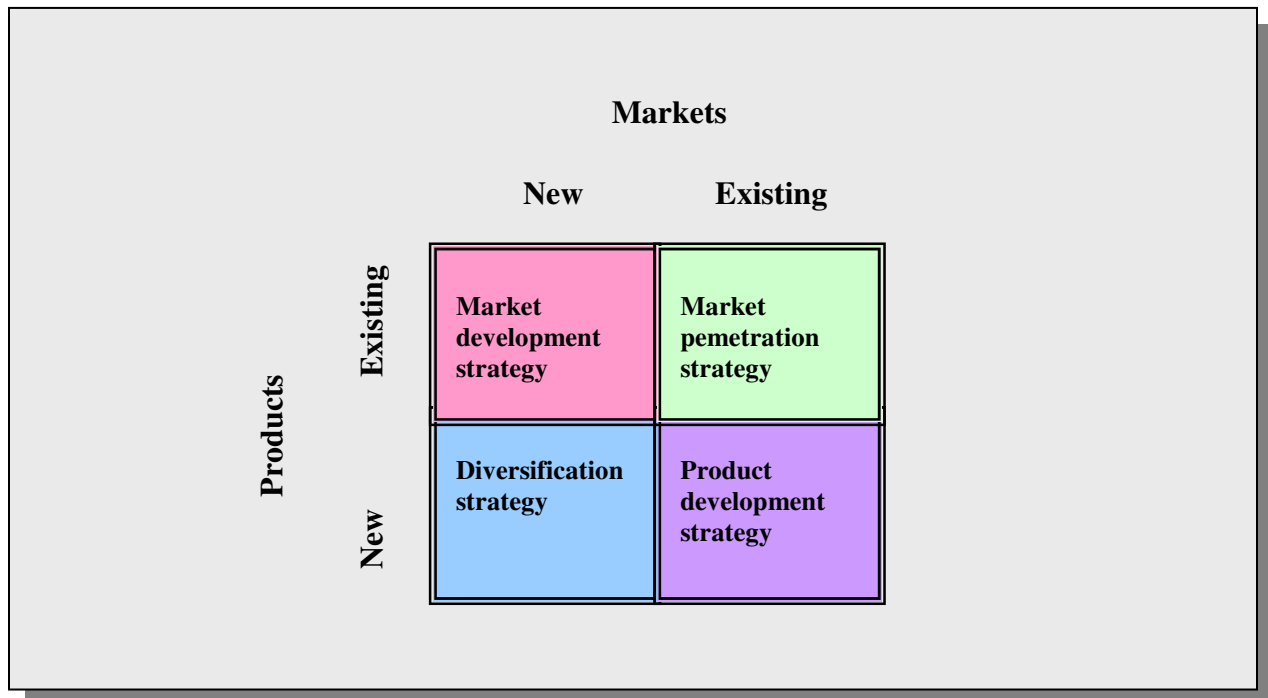 Markets
New Existing
Existing
Market
development
strategy
Market
pemetration
strategy
Products
New
Diversification
strategy
Product
development
strategy